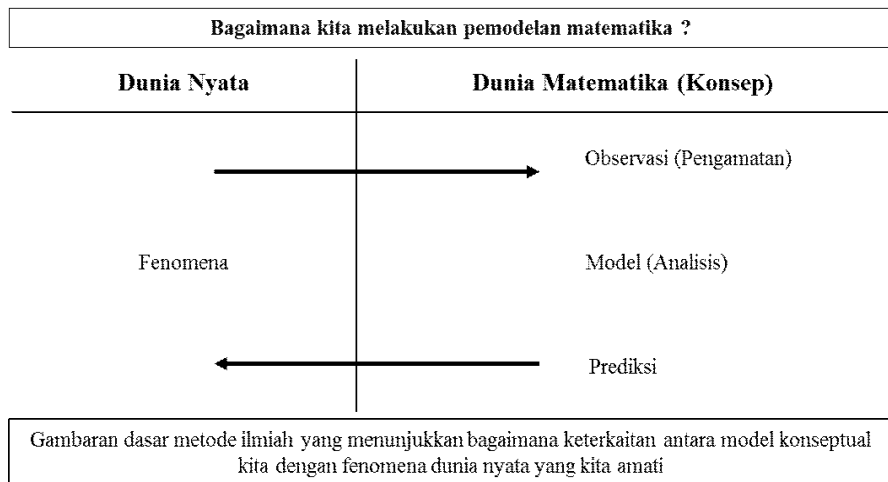 Bagaimana kita melakukan pemodelan matematika ?
Dunia Nyata
Dunia Matematika (Konsep)
Observasi (Pengamatan)
Fenomena
Model (Analisis)
Prediksi
Gambaran dasar metode ilmiah yang menunjukkan bagaimana keterkaitan antara model konseptual
kita dengan fenomena dunia nyata yang kita amati